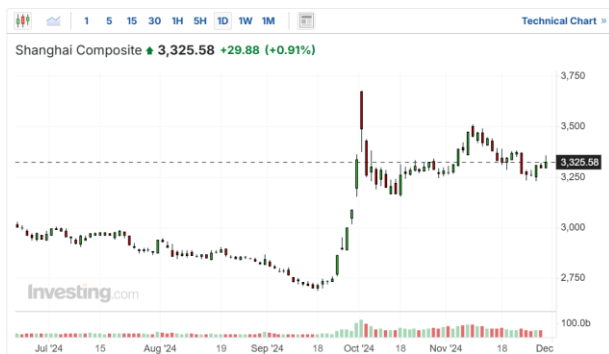 1 5 15 30 1H 5H 1D 1W 1M Technical Chart »
Shanghai Composite 3,325.58 +29.88 (+0.91%)
3,750
3,500
3,325.58
3,250
3,000
2,750
Investing.com
100.0b
Jul '24 15 Aug '24 19 Sep '24 18 Oct '24 18 Nov '24 18 Dec